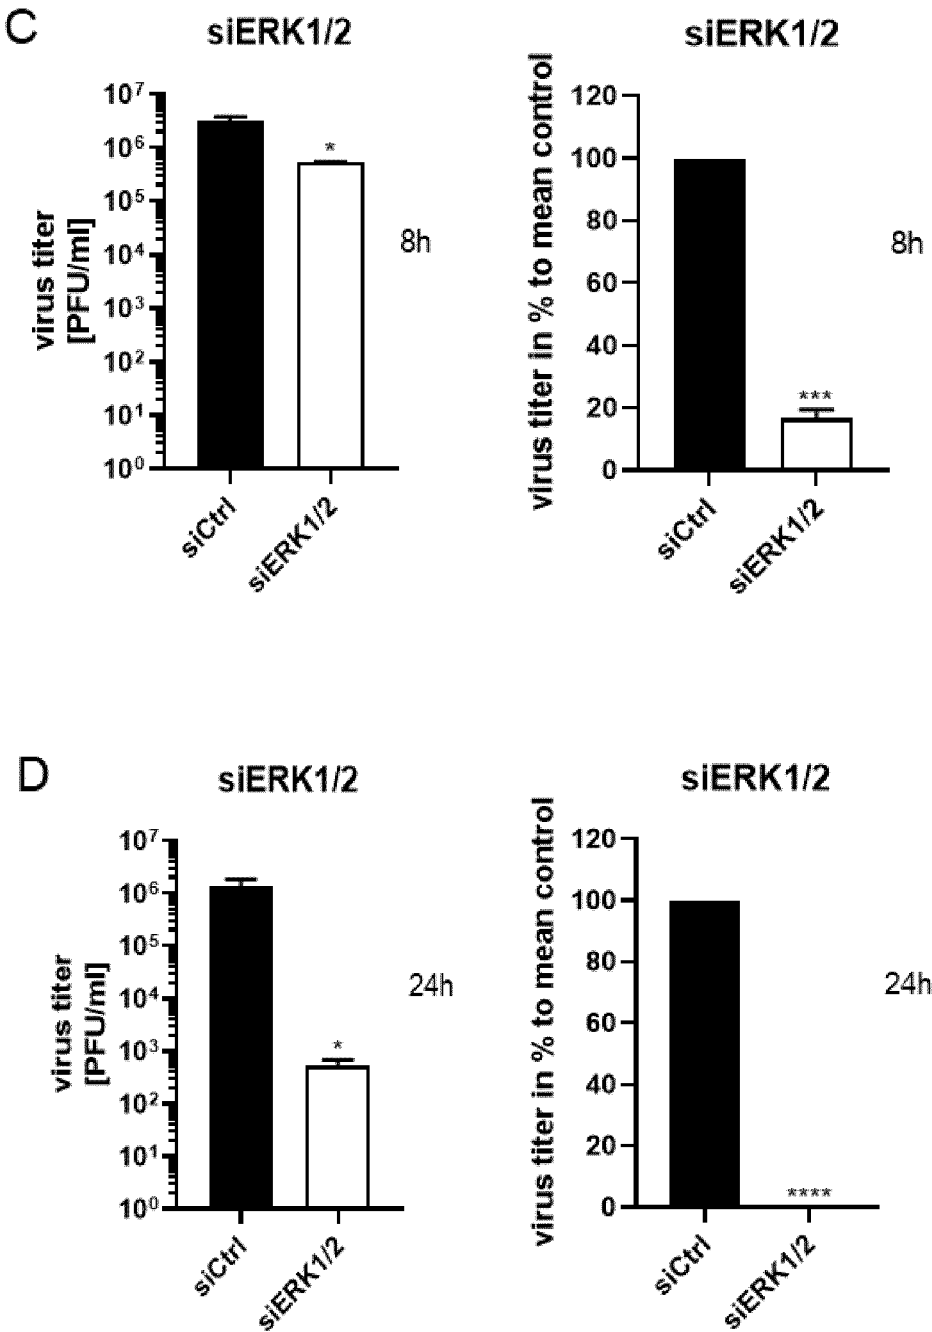 C
siERK1/2
siERK1/2
virus titer
[PFU/ml]
10⁷
10⁶
10⁵
10⁴
10³
10²
10¹
10⁰
*
8h
siCtrl
siERK1/2
virus titer in % to mean control
120
100
80
60
40
20
0
***
8h
siCtrl
siERK1/2
D
siERK1/2
siERK1/2
virus titer
[PFU/ml]
10⁷
10⁶
10⁵
10⁴
10³
10²
10¹
10⁰
*
24h
siCtrl
siERK1/2
virus titer in % to mean control
120
100
80
60
40
20
0
****
24h
siCtrl
siERK1/2